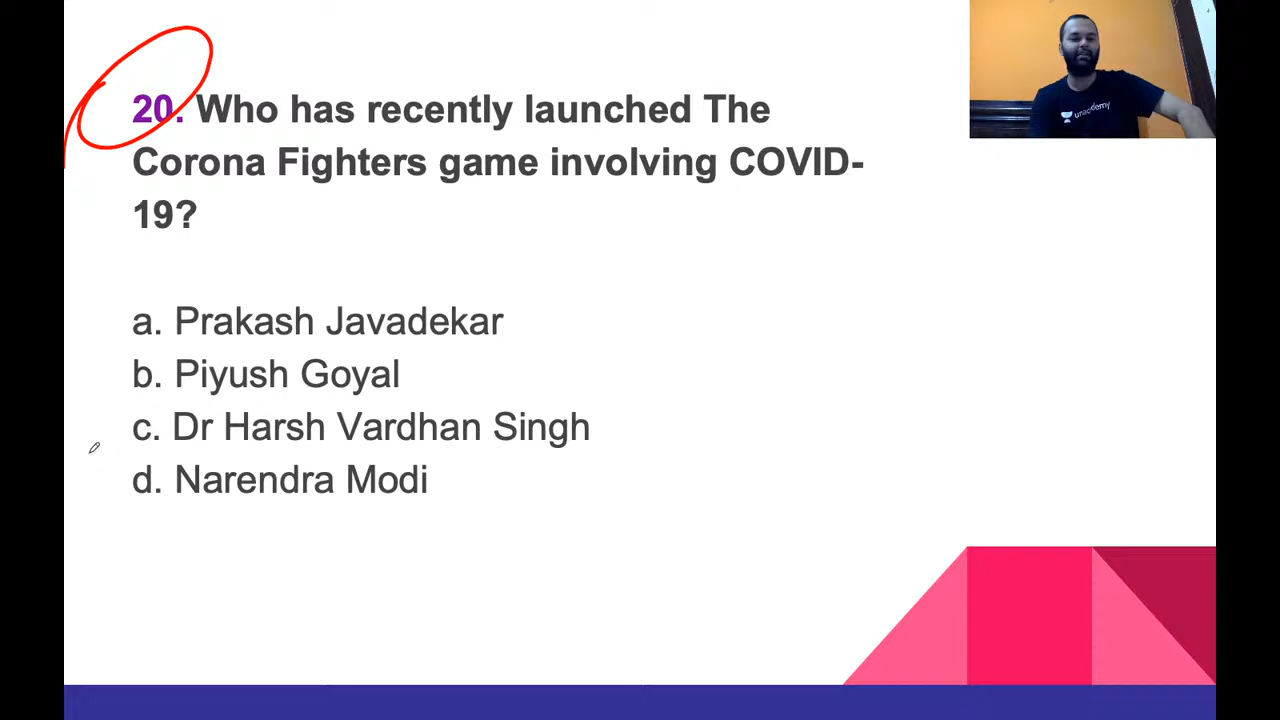 20. Who has recently launched The
Corona Fighters game involving COVID-
19?
a. Prakash Javadekar
b. Piyush Goyal
c. Dr Harsh Vardhan Singh
d. Narendra Modi
unacademy